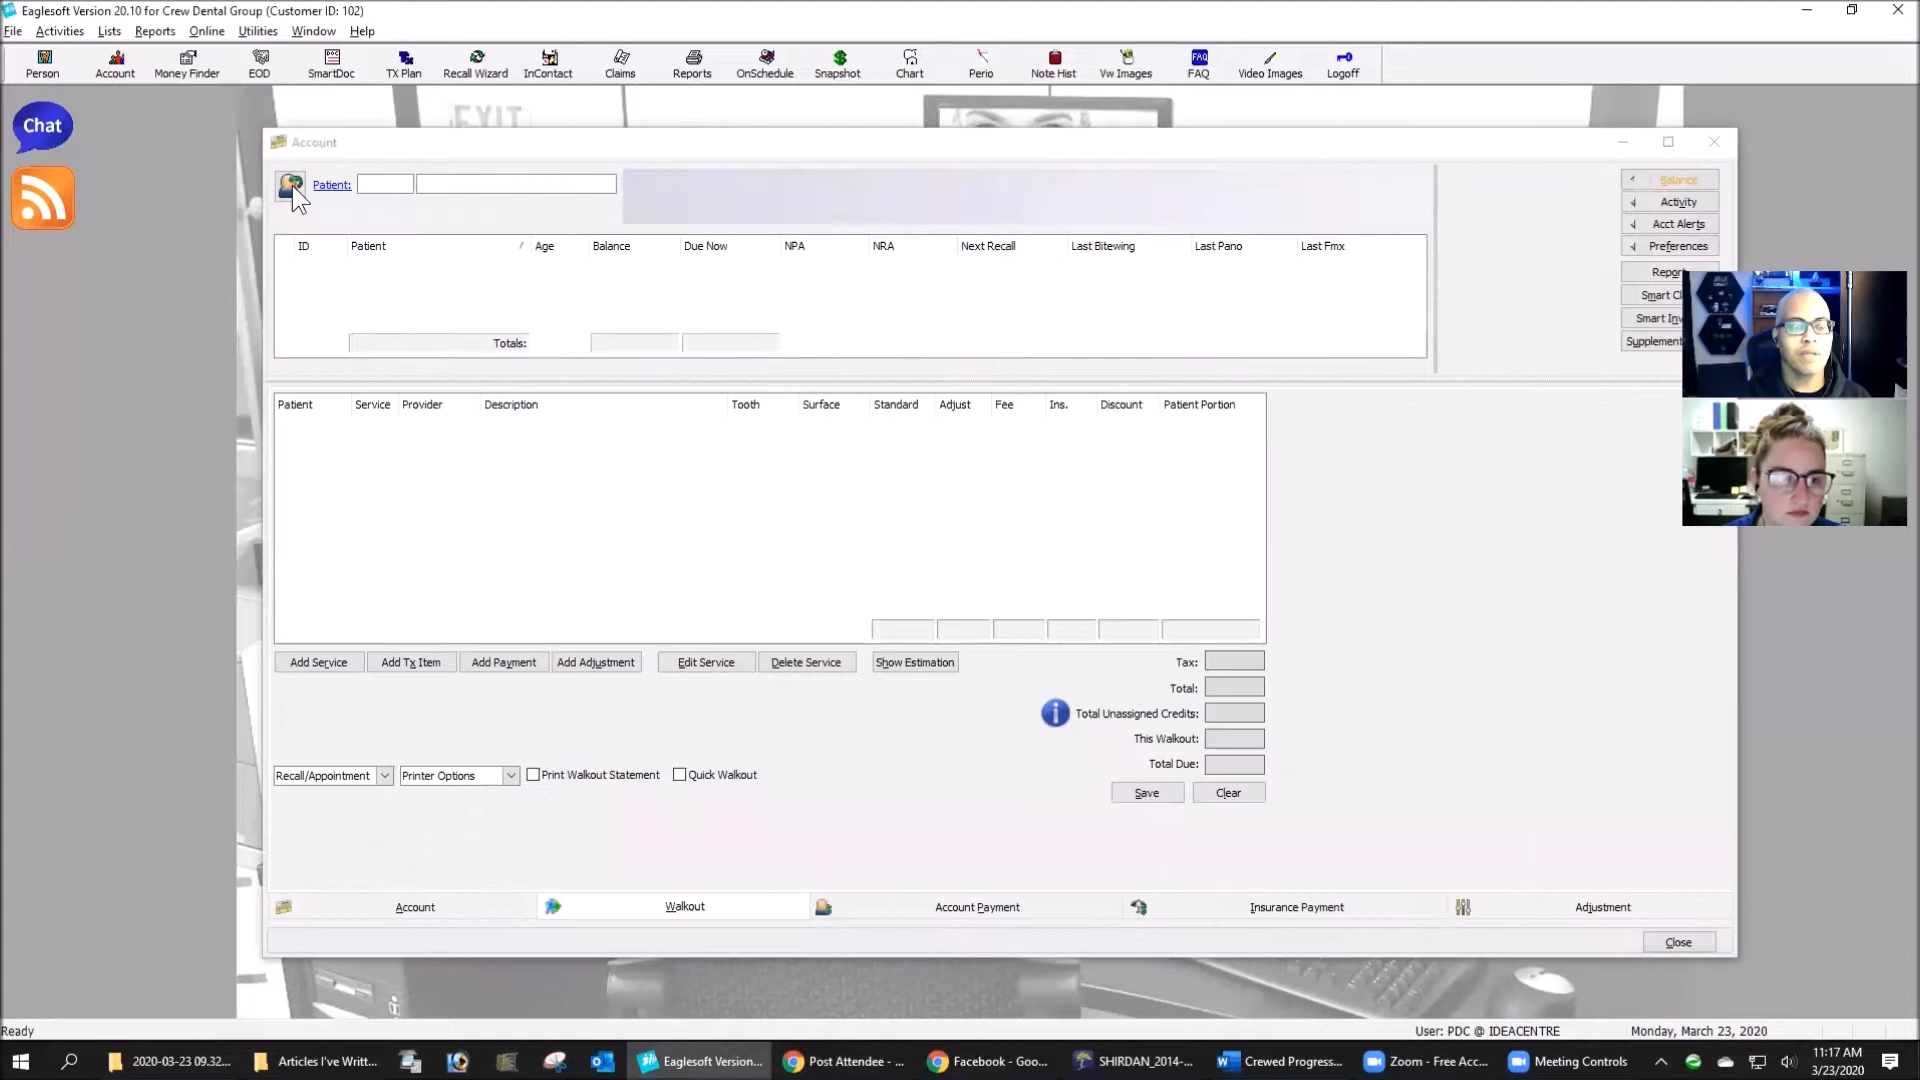 Eaglesoft Version 20.10 for Crew Dental Group (Customer ID: 102)
File Activities Lists Reports Online Utilities Window Help
Person Account Money Finder EOD SmartDoc TX Plan Recall Wizard InContact Claims Reports OnSchedule Snapshot Chart Perio Note Hist Vw Images FAQ Video Images Logoff
FAQ
EXIT
Chat
Account
Patient:
Balance
Activity
Acct Alerts
Preferences
Report
Smart Cl
Smart Inv
Supplement
ID Patient / Age Balance Due Now NPA NRA Next Recall Last Bitewing Last Pano Last Fmx
Totals:
Patient Service Provider Description Tooth Surface Standard Adjust Fee Ins. Discount Patient Portion
Add Service Add Tx Item Add Payment Add Adjustment Edit Service Delete Service Show Estimation
Tax:
Total:
Total Unassigned Credits:
This Walkout:
Total Due:
Recall/Appointment Printer Options Print Walkout Statement Quick Walkout
Save Clear
Account Walkout Account Payment Insurance Payment Adjustment
Close
Ready User: PDC @ IDEACENTRE Monday, March 23, 2020
2020-03-23 09.32... Articles I've Writt... Eaglesoft Version... Post Attendee - ... Facebook - Goo... SHIRDAN_2014-... Crewed Progress... Zoom - Free Acc... Meeting Controls
11:17 AM
3/23/2020